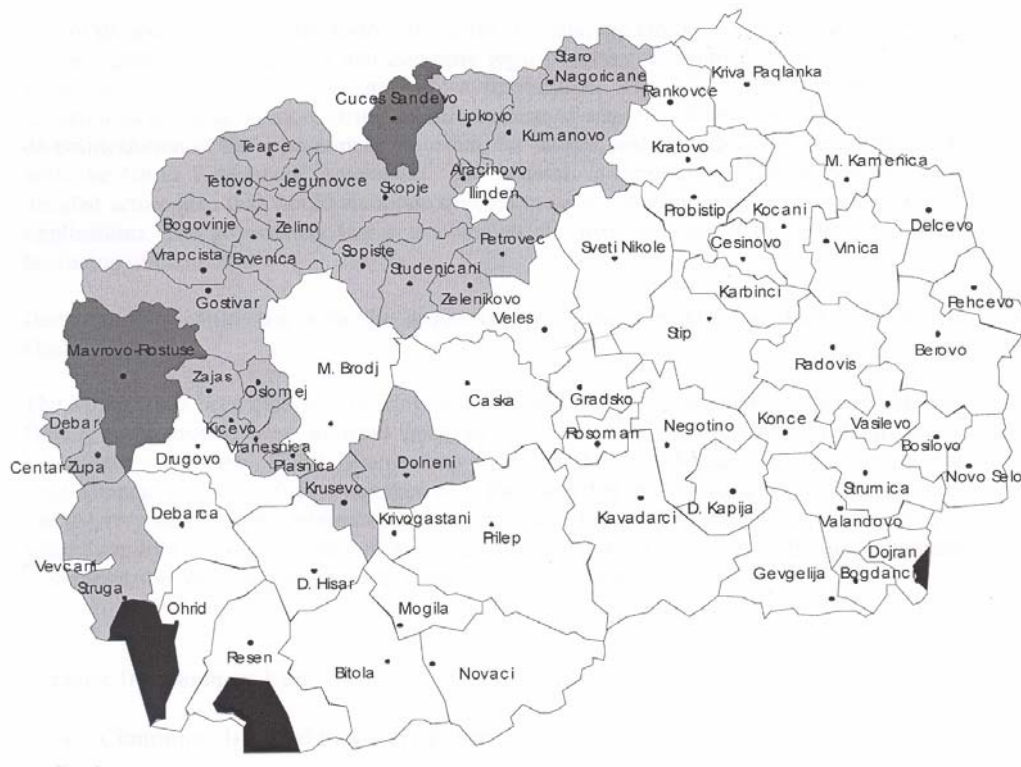 Staro
Nagoricane
Kriva Paqlanka
Rankovce
Cuces Sandevo
Lipkovo
Kumanovo
Kratovo
Tearce
M. Kamenica
Aracinovo
Jegunovce
Tetovo
Skopje
Ilinden
Probistip
Kocani
Delcevo
Bogovinje
Zelino
Petrovec
Sveti Nikole
Cesinovo
Vinica
Vrapcista
Brvenica
Sopiste
Studenicani
Karbinci
Pehcevo
Gostivar
Zelenikovo
Veles
Stip
Mavrovo-Rostuse
Radovis
Berovo
M. Brodj
Zajas
Oslomej
Caska
Gradsko
Debar
Kicevo
Konce
Vasilevo
Vranesnica
Rosoman
Negotino
Bosilovo
Centar Zupa
Drugovo
Plasnica
Dolneni
Novo Selo
Krusevo
Strumica
Debarca
Krivogastani
Prilep
Kavadarci
D. Kapija
Valandovo
Vevcani
Dojran
Struga
D. Hisar
Gevgelija
Bogdanci
Ohrid
Mogila
Resen
Bitola
Novaci